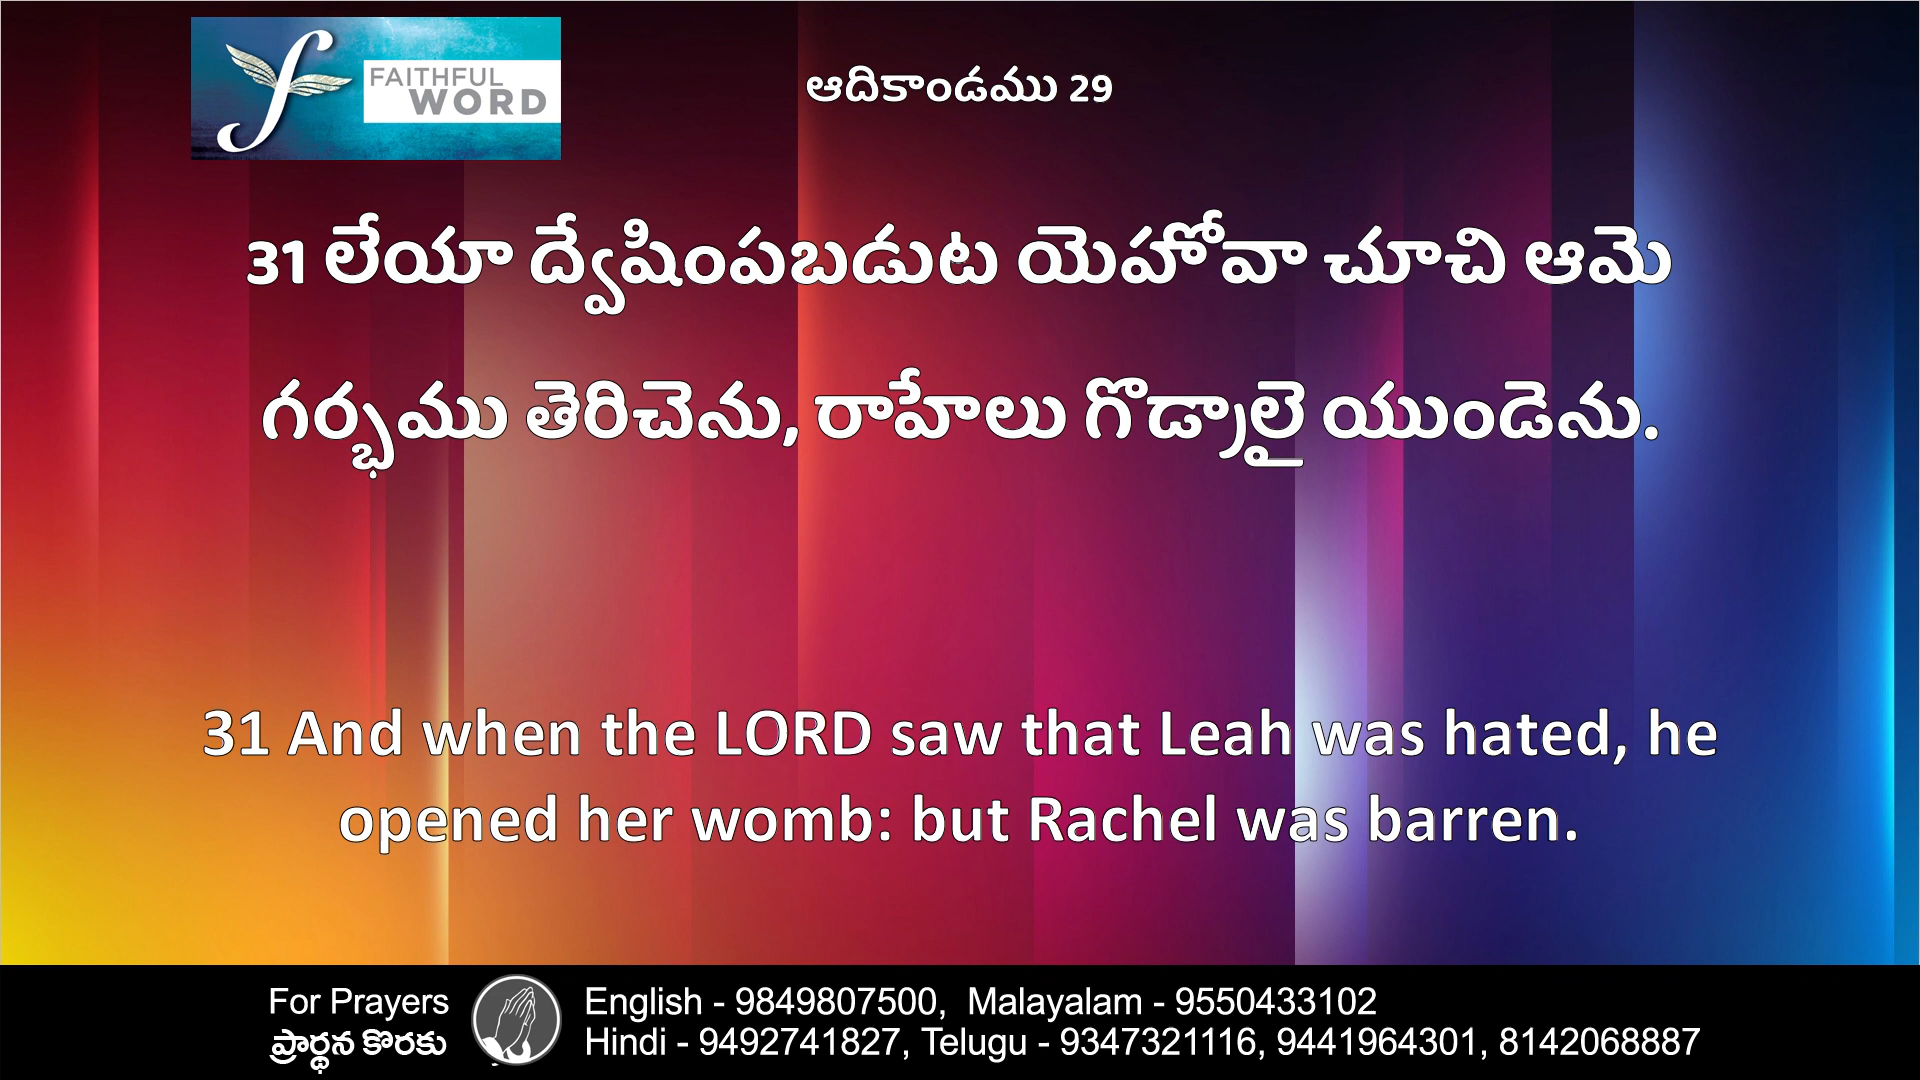 FAITHFUL
WORD
ఆదికాండము 29
31 లేయా ద్వేషింపబడుట యెహోవా చూచి ఆమె
గర్భము తెరిచెను, రాహేలు గొడ్రాలై యుండెను.
31 And when the LORD saw that Leah was hated, he
opened her womb: but Rachel was barren.
For Prayers
ప్రార్థన కొరకు
English - 9849807500,  Malayalam - 9550433102
Hindi - 9492741827, Telugu - 9347321116, 9441964301, 8142068887